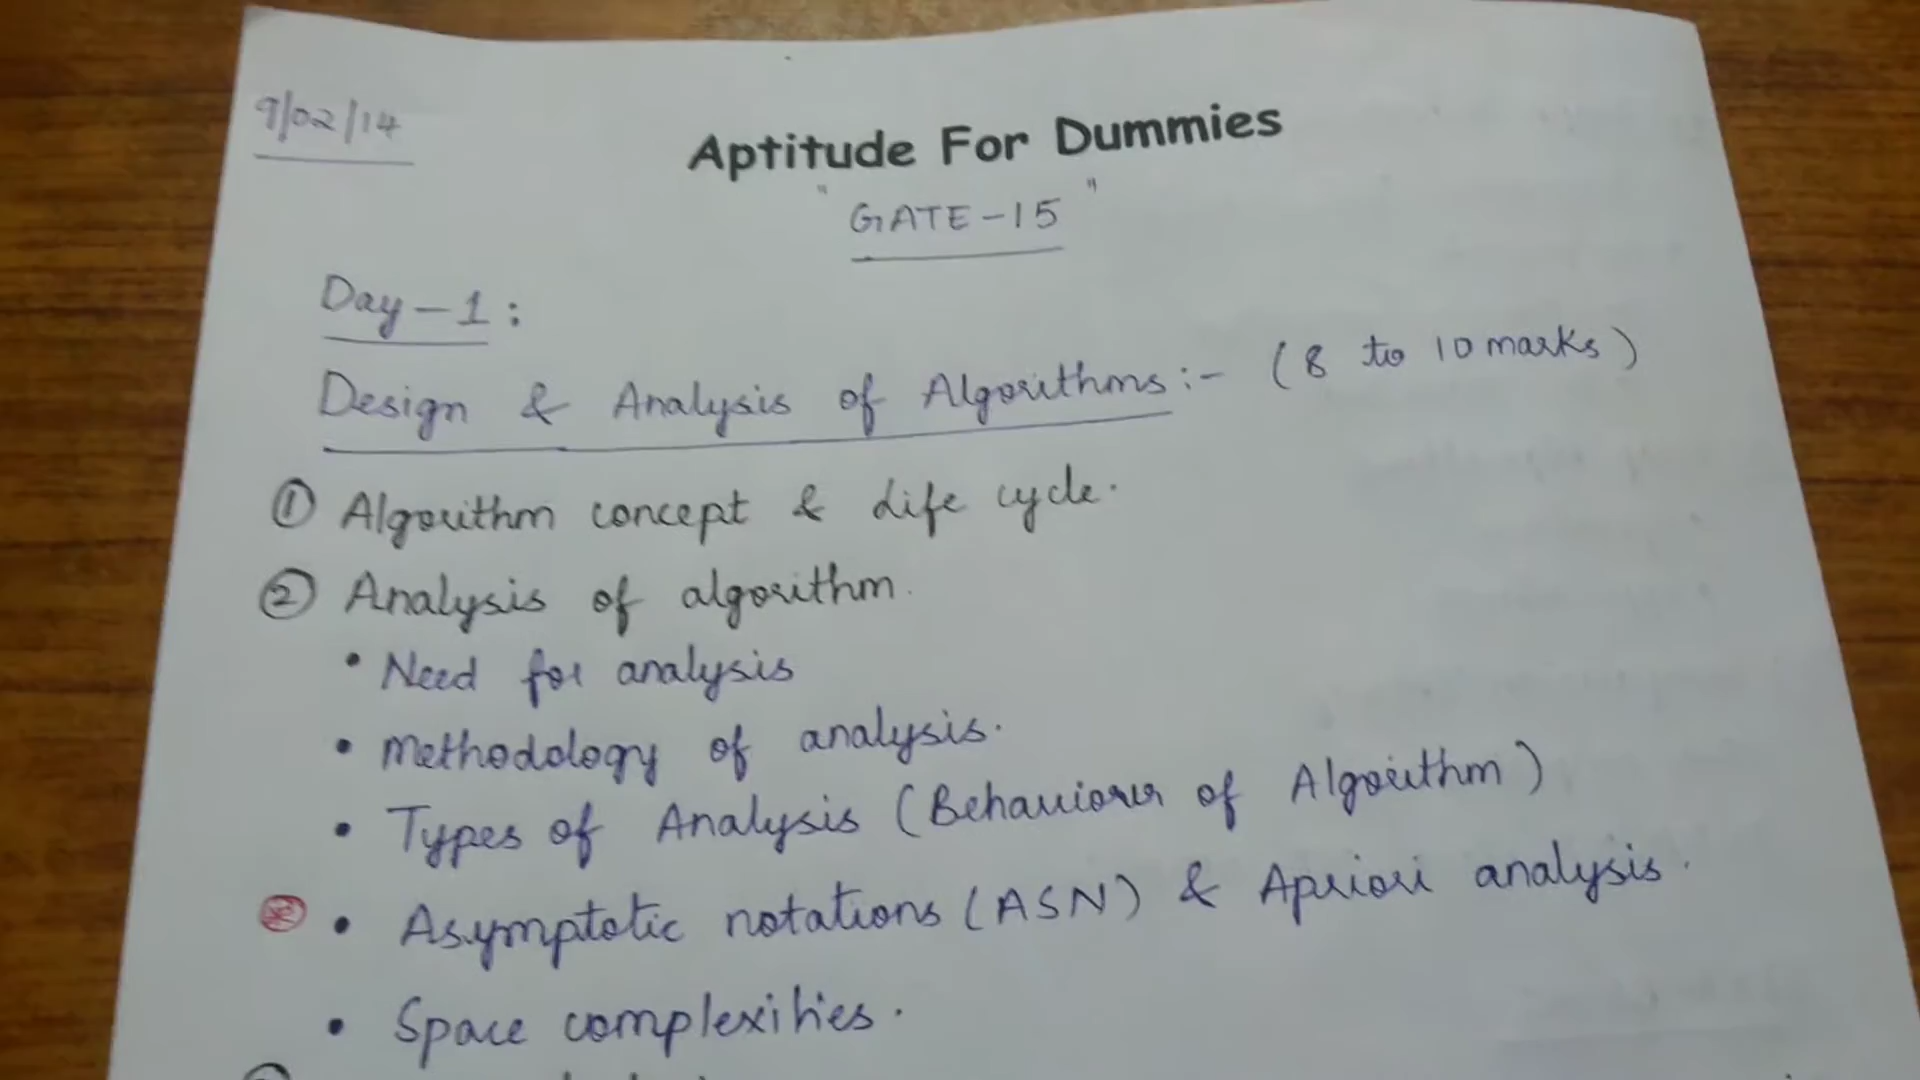 9/02/14
Aptitude For Dummies
"GATE-15"
Day-1:
Design & Analysis of Algorithms:- (8 to 10 marks)
① Algorithm concept & Life cycle.
② Analysis of algorithm.
• Need for analysis
• Methodology of analysis.
• Types of Analysis (Behaviour of Algorithm)
• Asymptotic notations (ASN) & Apriori analysis.
• Space complexities.